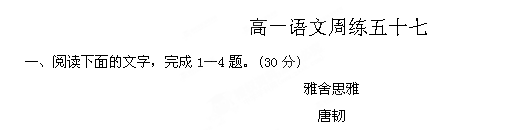 高一语文周练五十七
一、阅读下面的文字，完成 1—4 题。(30 分)
雅舍思雅
唐韧